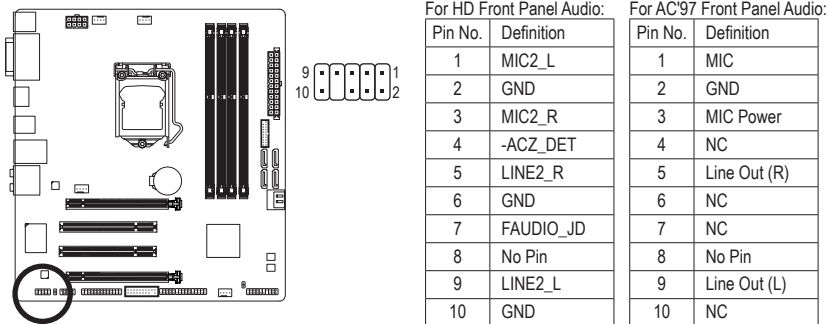 For HD Front Panel Audio:
Pin No. Definition
1 MIC2_L
2 GND
3 MIC2_R
4 -ACZ_DET
5 LINE2_R
6 GND
7 FAUDIO_JD
8 No Pin
9 LINE2_L
10 GND
For AC'97 Front Panel Audio:
Pin No. Definition
1 MIC
2 GND
3 MIC Power
4 NC
5 Line Out (R)
6 NC
7 NC
8 No Pin
9 Line Out (L)
10 NC
9 1
10 2